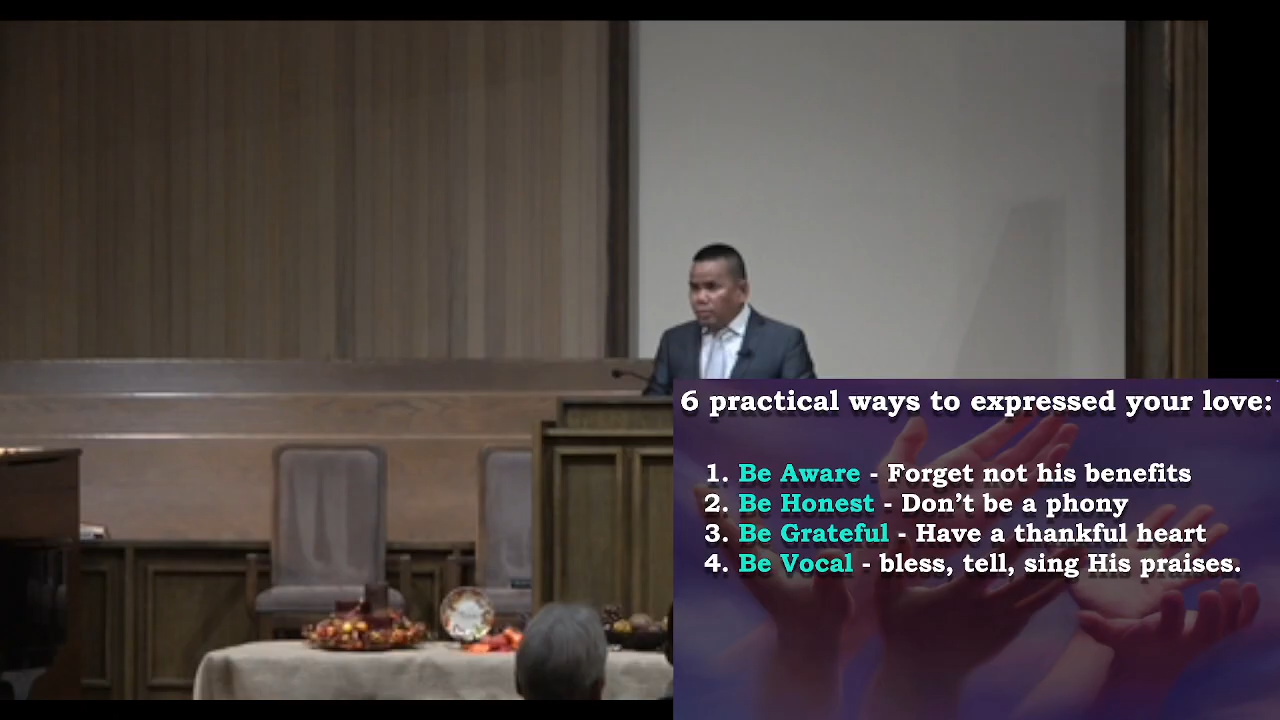 6 practical ways to expressed your love:
1. Be Aware - Forget not his benefits
2. Be Honest - Don’t be a phony
3. Be Grateful - Have a thankful heart
4. Be Vocal - bless, tell, sing His praises.